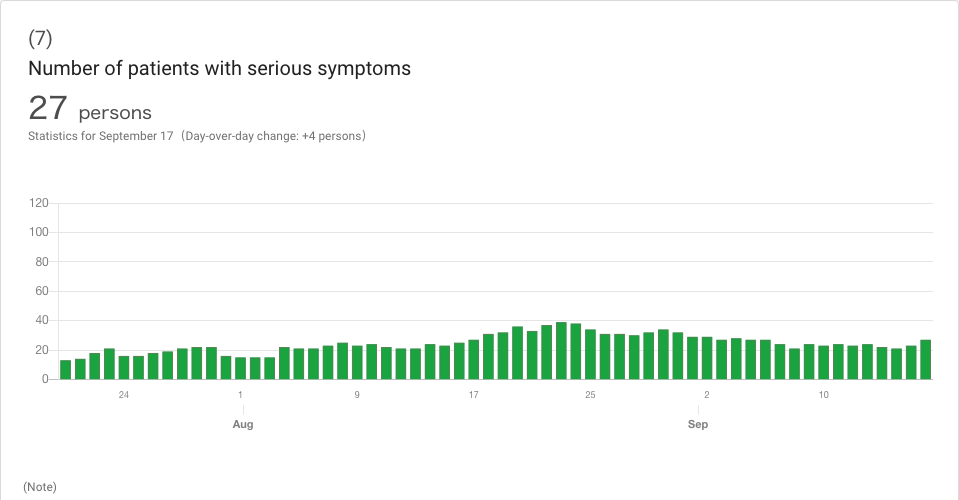 (7)
Number of patients with serious symptoms
27 persons
Statistics for September 17（Day-over-day change: +4 persons）
120
100
80
60
40
20
0
24 1 9 17 25 2 10
Aug Sep
(Note)